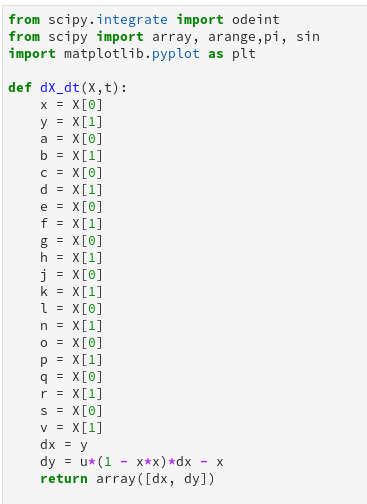 from scipy.integrate import odeint
from scipy import array, arange,pi, sin
import matplotlib.pyplot as plt

def dX_dt(X,t):
    x = X[0]
    y = X[1]
    a = X[0]
    b = X[1]
    c = X[0]
    d = X[1]
    e = X[0]
    f = X[1]
    g = X[0]
    h = X[1]
    j = X[0]
    k = X[1]
    l = X[0]
    n = X[1]
    o = X[0]
    p = X[1]
    q = X[0]
    r = X[1]
    s = X[0]
    v = X[1]
    dx = y
    dy = u*(1 - x*x)*dx - x
    return array([dx, dy])